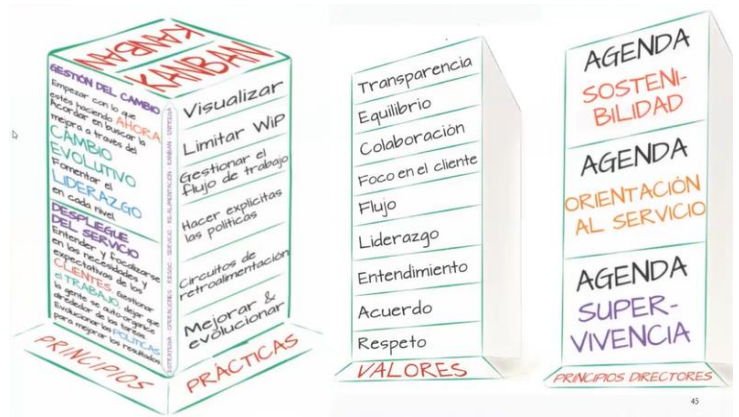 KANBAN
KANBAN
GESTIÓN DEL CAMBIO
Empezar con lo que
estés haciendo AHORA
Acordar en buscar la
mejora a través del
CAMBIO
EVOLUTIVO
Fomentar el
LIDERAZGO
en cada nivel
DESPLIEGUE
DEL SERVICIO
Entender y focalizarse
en las necesidades y
expectativas de los
CLIENTES. Gestionar
el TRABAJO, dejar que
la gente se auto-organice
alrededor de las tareas.
Evolucionar las POLÍTICAS
para mejorar los resultados.
PRINCIPIOS
Visualizar
Limitar WiP
Gestionar el
flujo de trabajo
Hacer explícitas
las políticas
Circuitos de
retroalimentación
Mejorar &
evolucionar
PRÁCTICAS
Transparencia
Equilibrio
Colaboración
Foco en el cliente
Flujo
Liderazgo
Entendimiento
Acuerdo
Respeto
VALORES
AGENDA
SOSTENI-
BILIDAD
AGENDA
ORIENTACIÓN
AL SERVICIO
AGENDA
SUPER-
VIVENCIA
PRINCIPIOS DIRECTORES
45